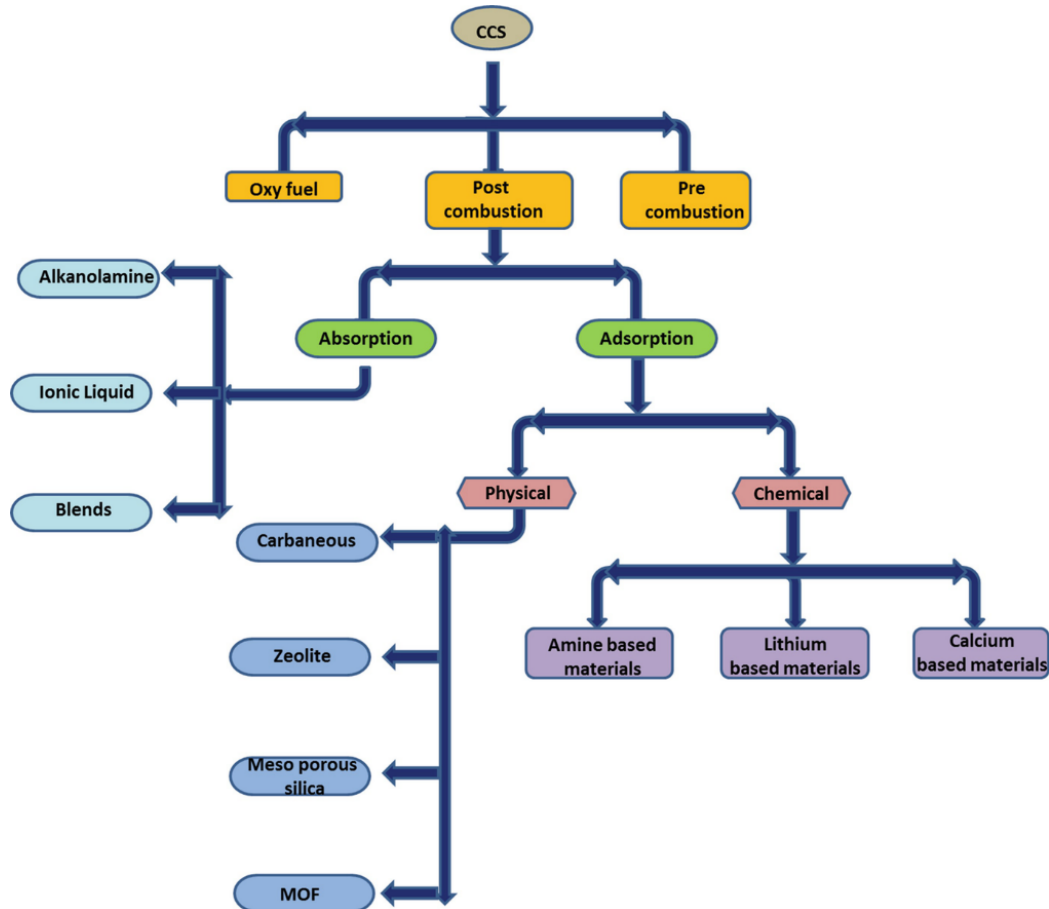 CCS
Oxy fuel
Post
combustion
Pre
combustion
Alkanolamine
Absorption
Adsorption
Ionic Liquid
Blends
Physical
Chemical
Carbaneous
Zeolite
Meso porous
silica
MOF
Amine based
materials
Lithium
based materials
Calcium
based materials